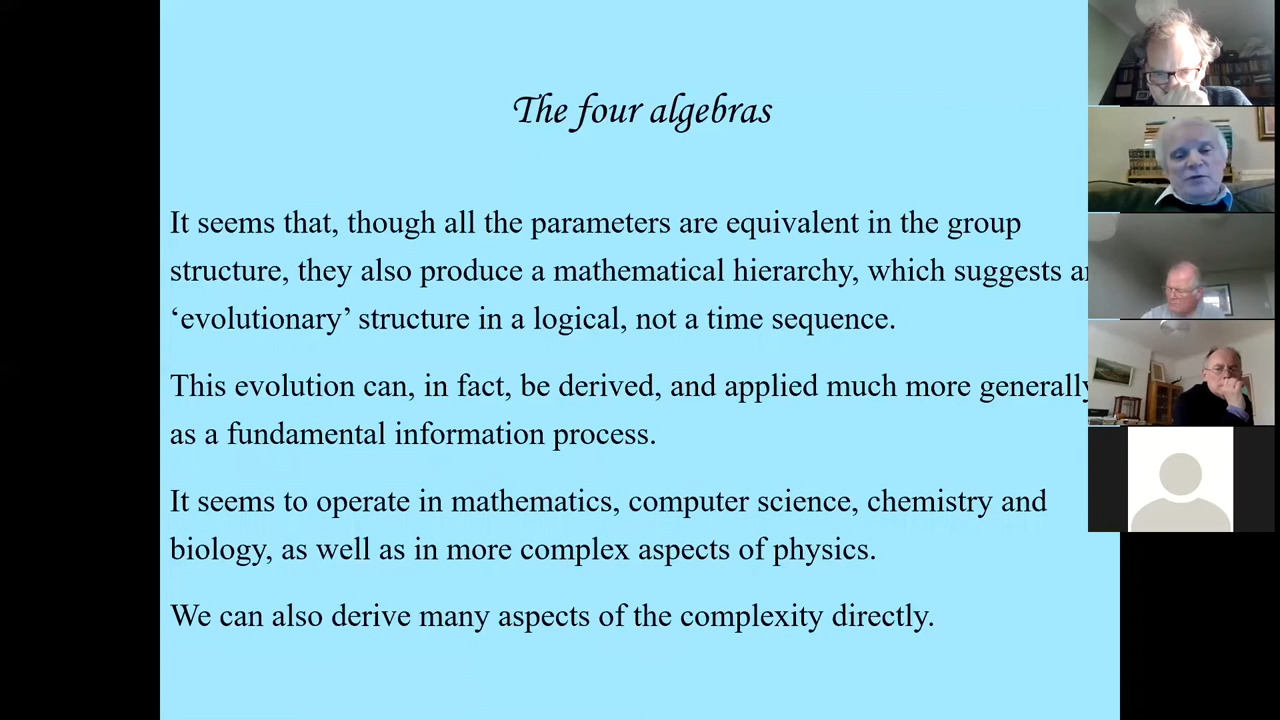 The four algebras
It seems that, though all the parameters are equivalent in the group
structure, they also produce a mathematical hierarchy, which suggests
‘evolutionary’ structure in a logical, not a time sequence.
This evolution can, in fact, be derived, and applied much more generally
as a fundamental information process.
It seems to operate in mathematics, computer science, chemistry and
biology, as well as in more complex aspects of physics.
We can also derive many aspects of the complexity directly.